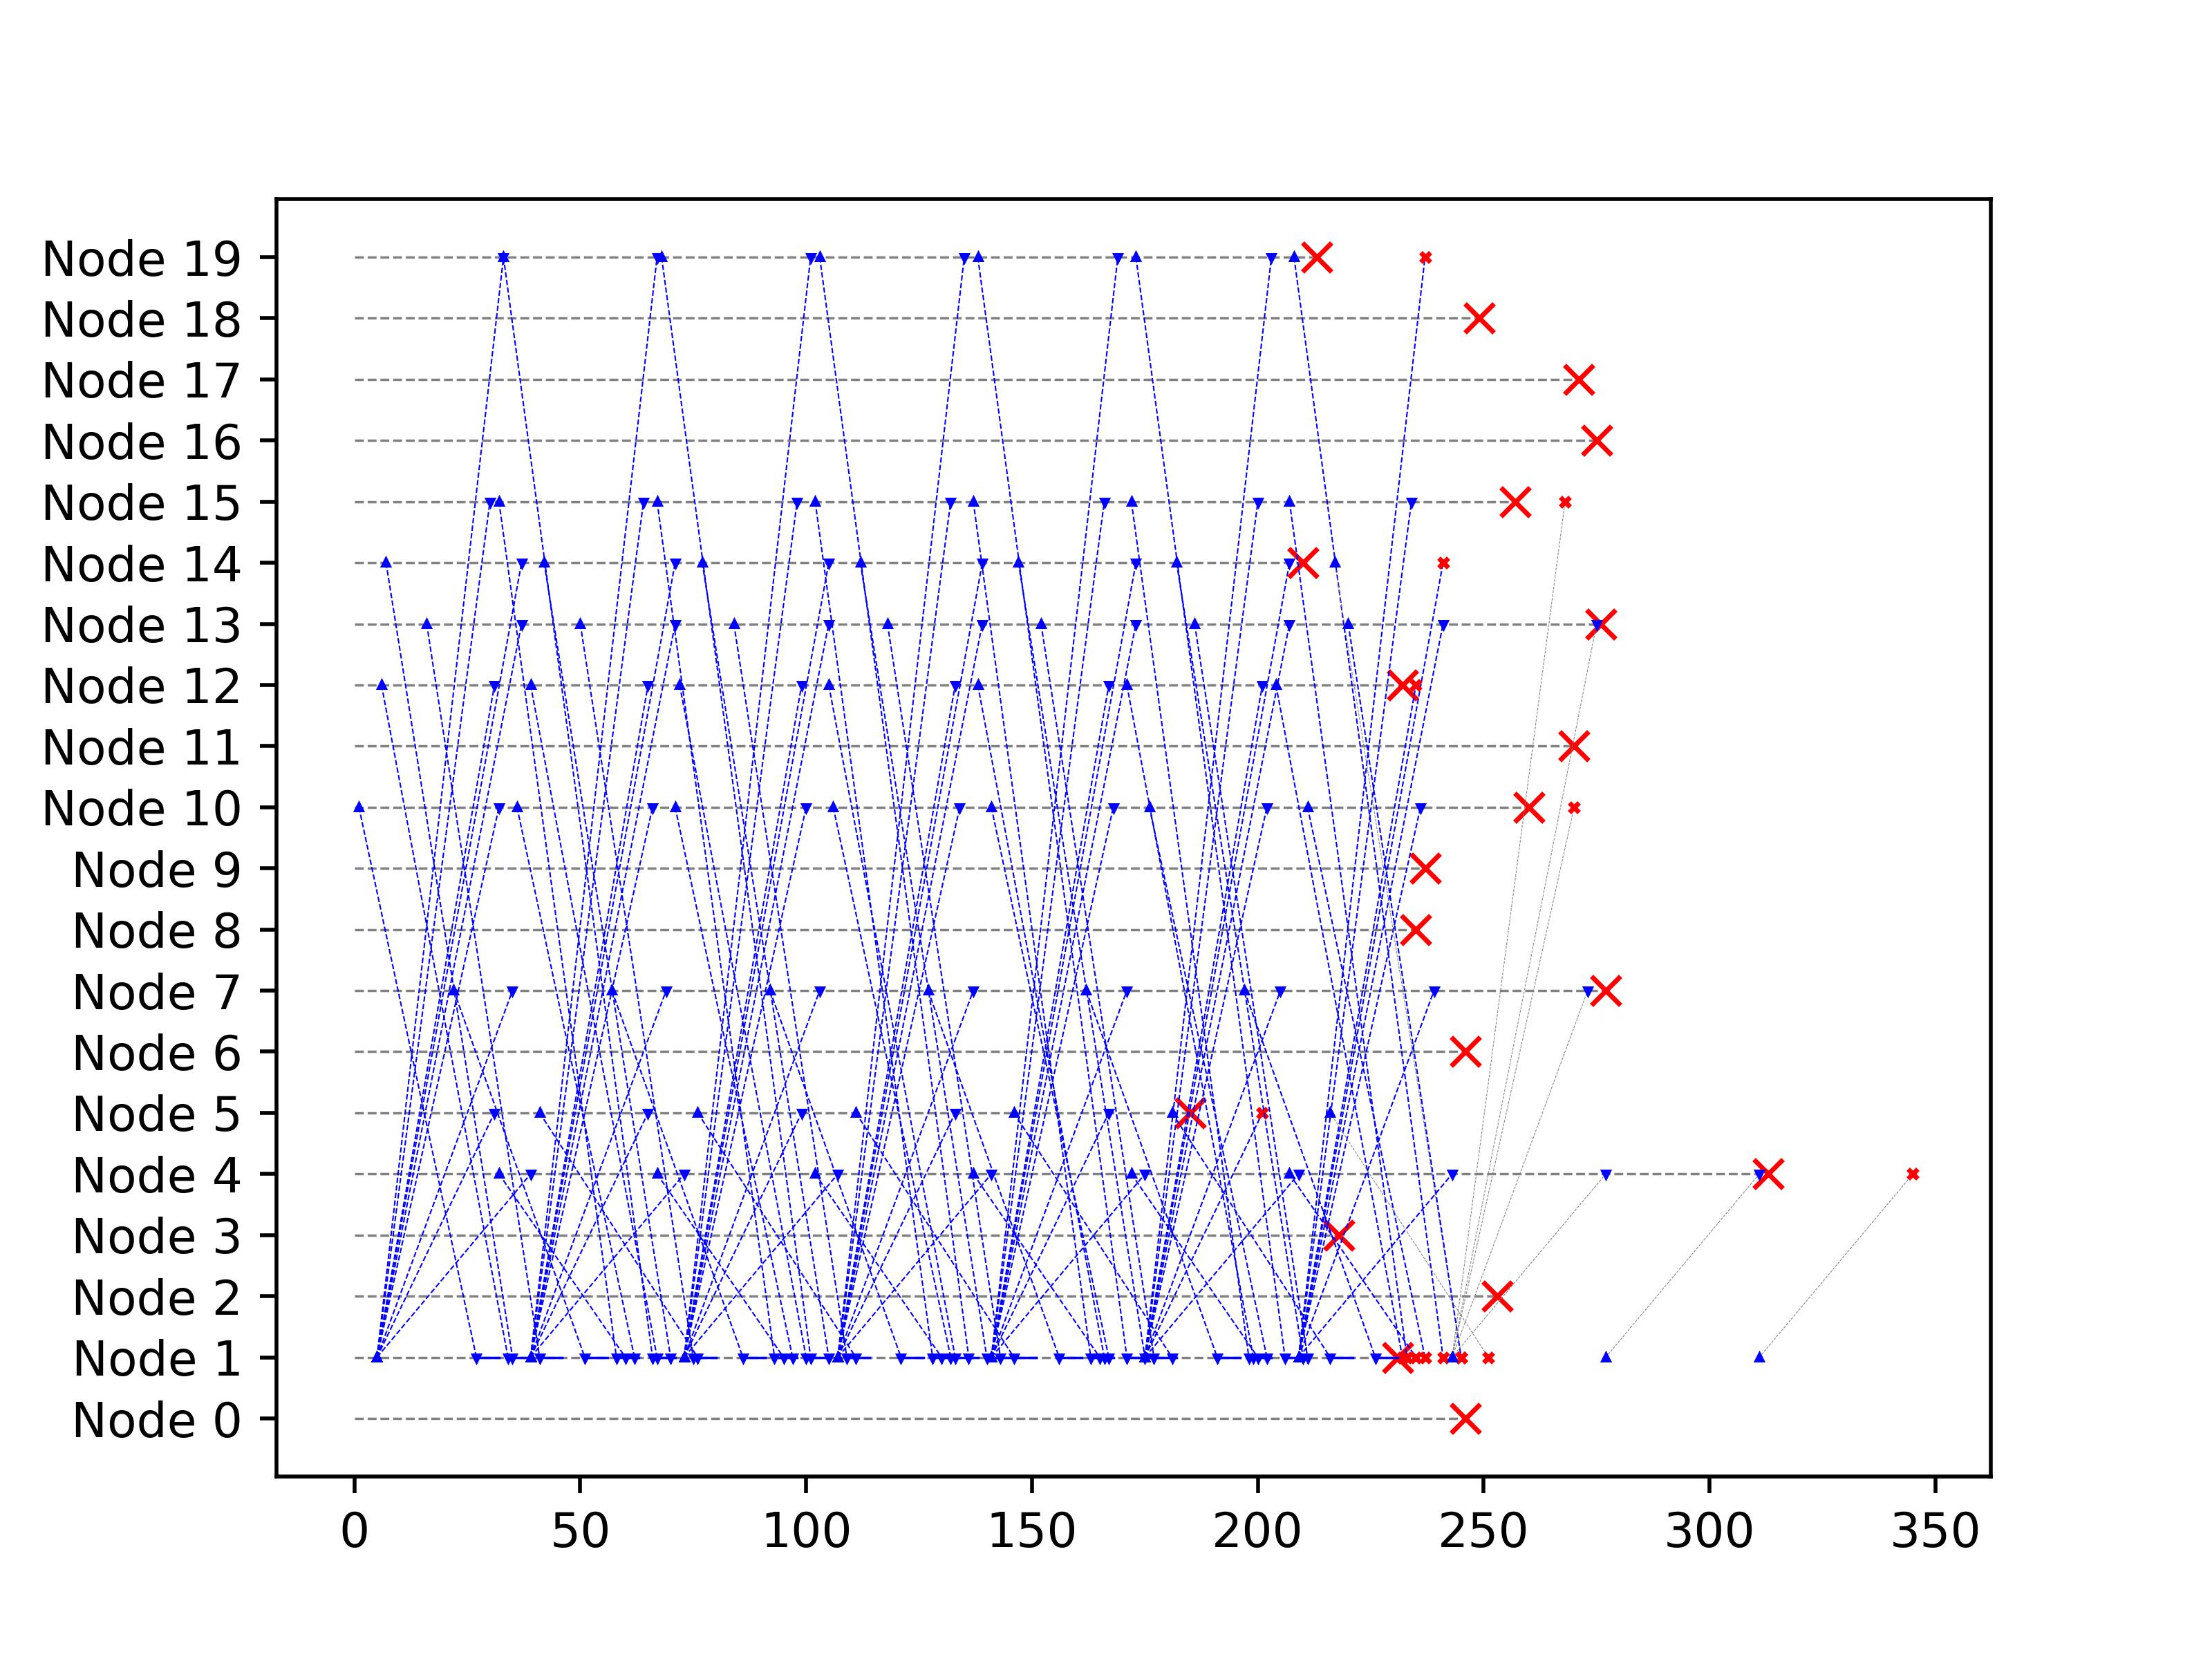 Node 19
Node 18
Node 17
Node 16
Node 15
Node 14
Node 13
Node 12
Node 11
Node 10
Node 9
Node 8
Node 7
Node 6
Node 5
Node 4
Node 3
Node 2
Node 1
Node 0
0 50 100 150 200 250 300 350